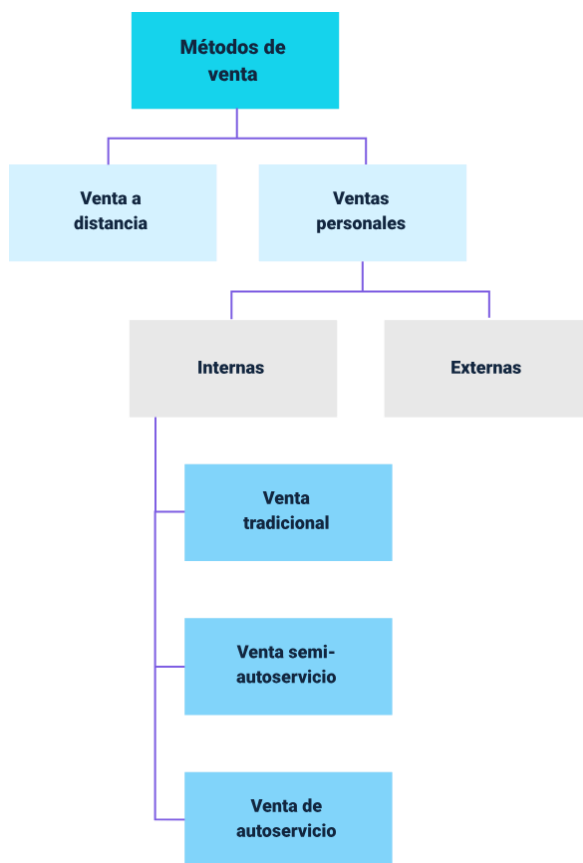 Métodos de
venta
Venta a
distancia
Ventas
personales
Internas
Externas
Venta
tradicional
Venta semi-
autoservicio
Venta de
autoservicio